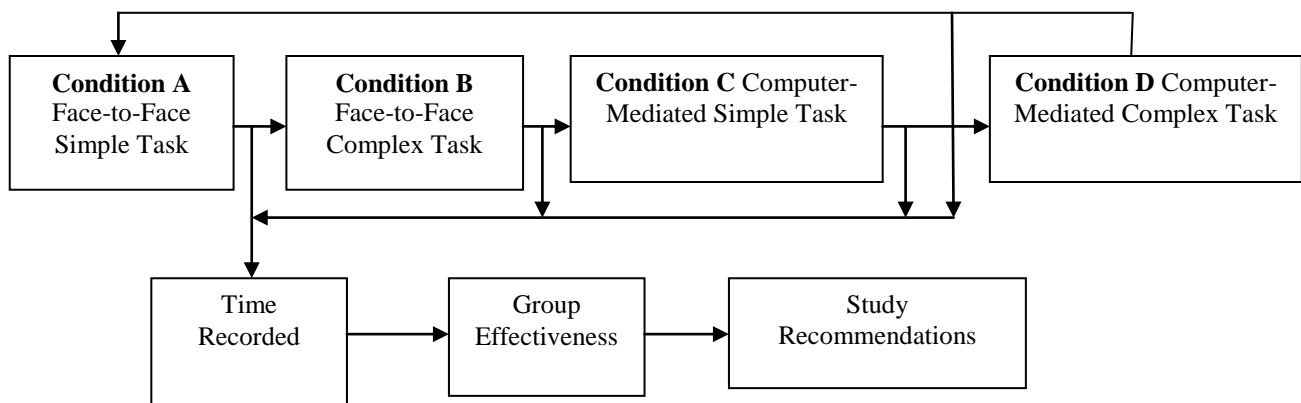 Condition A
Face-to-Face
Simple Task
Condition B
Face-to-Face
Complex Task
Condition C Computer-
Mediated Simple Task
Condition D Computer-
Mediated Complex Task
Time
Recorded
Group
Effectiveness
Study
Recommendations